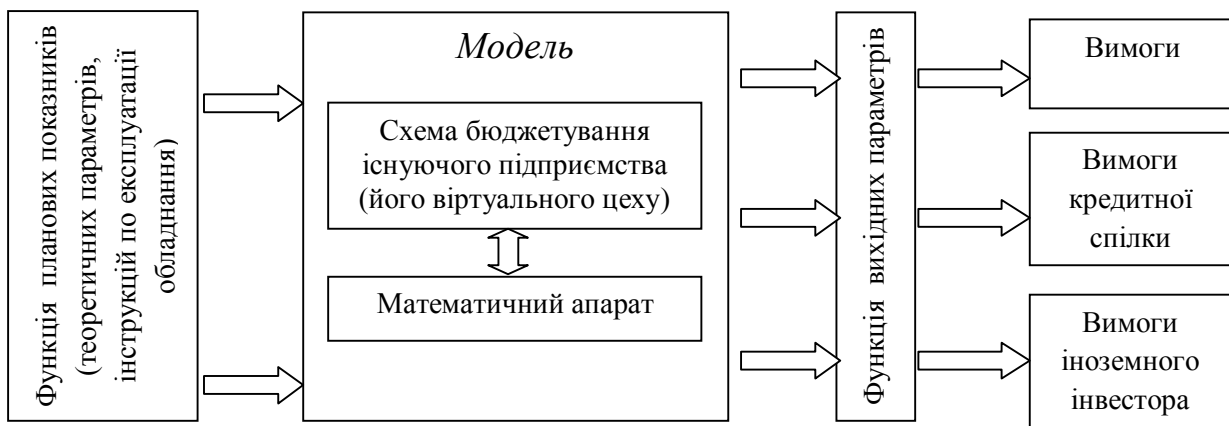 Функція планових показників
(теоретичних параметрів,
інструкцій по експлуатації
обладнання)
Модель
Схема бюджетування
існуючого підприємства
(його віртуального цеху)
Математичний апарат
Функція вихідних параметрів
Вимоги
Вимоги
кредитної
спілки
Вимоги
іноземного
інвестора